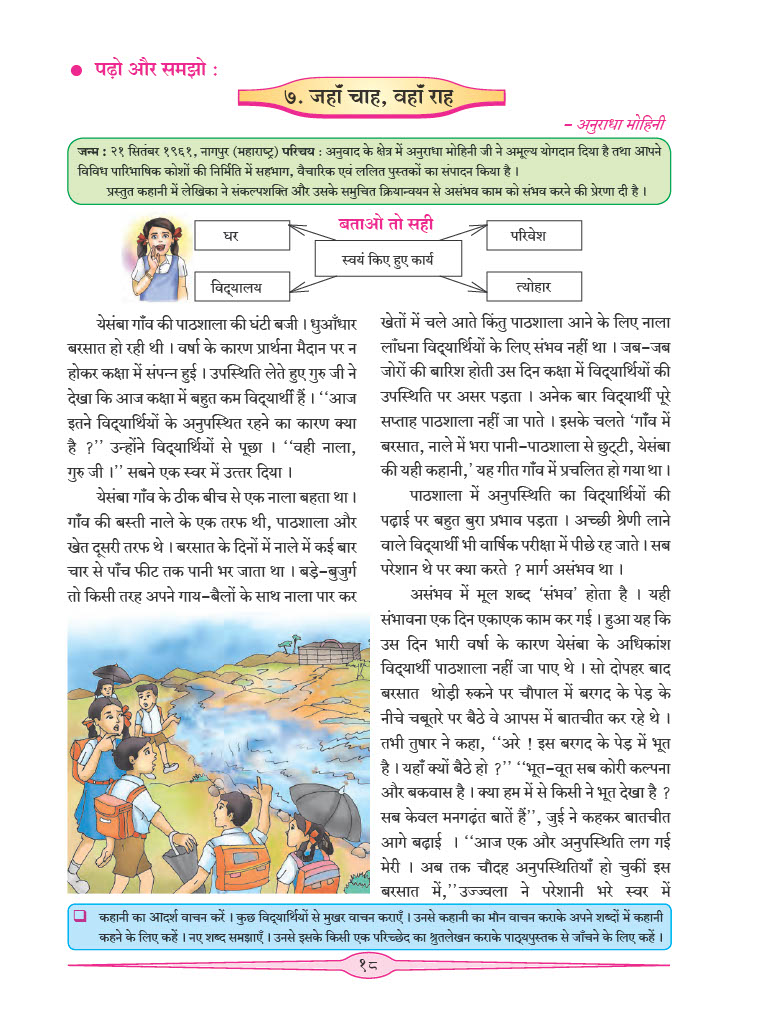 ● पढ़ो और समझो :
७. जहाँ चाह, वहाँ राह
– अनुराधा मोहिनी
जन्म : २१ सितंबर १९६१, नागपुर (महाराष्ट्र) परिचय : अनुवाद के क्षेत्र में अनुराधा मोहिनी जी ने अमूल्य योगदान दिया है तथा आपने
विविध पारिभाषिक कोशों की निर्मिति में सहभाग, वैचारिक एवं ललित पुस्तकों का संपादन किया है ।
प्रस्तुत कहानी में लेखिका ने संकल्पशक्ति और उसके समुचित क्रियान्वयन से असंभव काम को संभव करने की प्रेरणा दी है ।
बताओ तो सही
घर
परिवेश
स्वयं किए हुए कार्य
विद्यालय
त्योहार
येसंबा गाँव की पाठशाला की घंटी बजी । धुआँधार
बरसात हो रही थी । वर्षा के कारण प्रार्थना मैदान पर न
होकर कक्षा में संपन्न हुई । उपस्थिति लेते हुए गुरु जी ने
देखा कि आज कक्षा में बहुत कम विद्यार्थी हैं । ‘‘आज
इतने विद्यार्थियों के अनुपस्थित रहने का कारण क्या
है ?’’ उन्होंने विद्यार्थियों से पूछा । ‘‘वही नाला,
गुरु जी ।’’ सबने एक स्वर में उत्तर दिया ।
येसंबा गाँव के ठीक बीच से एक नाला बहता था ।
गाँव की बस्ती नाले के एक तरफ थी, पाठशाला और
खेत दूसरी तरफ थे । बरसात के दिनों में नाले में कई बार
चार से पाँच फीट तक पानी भर जाता था । बड़े-बुजुर्ग
तो किसी तरह अपने गाय-बैलों के साथ नाला पार कर
खेतों में चले आते किंतु पाठशाला आने के लिए नाला
लाँघना विद्यार्थियों के लिए संभव नहीं था । जब-जब
जोरों की बारिश होती उस दिन कक्षा में विद्यार्थियों की
उपस्थिति पर असर पड़ता । अनेक बार विद्यार्थी पूरे
सप्ताह पाठशाला नहीं जा पाते । इसके चलते ‘गाँव में
बरसात, नाले में भरा पानी-पाठशाला से छुट्टी, येसंबा
की यही कहानी,’ यह गीत गाँव में प्रचलित हो गया था ।
पाठशाला में अनुपस्थिति का विद्यार्थियों की
पढ़ाई पर बहुत बुरा प्रभाव पड़ता । अच्छी श्रेणी लाने
वाले विद्यार्थी भी वार्षिक परीक्षा में पीछे रह जाते । सब
परेशान थे पर क्या करते ? मार्ग असंभव था ।
असंभव में मूल शब्द ‘संभव’ होता है । यही
संभावना एक दिन एकाएक काम कर गई । हुआ यह कि
उस दिन भारी वर्षा के कारण येसंबा के अधिकांश
विद्यार्थी पाठशाला नहीं जा पाए थे । सो दोपहर बाद
बरसात थोड़ी रुकने पर चौपाल में बरगद के पेड़ के
नीचे चबूतरे पर बैठे वे आपस में बातचीत कर रहे थे ।
तभी तुषार ने कहा, ‘‘अरे ! इस बरगद के पेड़ में भूत
है । यहाँ क्यों बैठे हो ?’’ ‘‘भूत-वूत सब कोरी कल्पना
और बकवास है । क्या हम में से किसी ने भूत देखा है ?
सब केवल मनगढ़ंत बातें हैं’’, जुई ने कहकर बातचीत
आगे बढ़ाई । ‘‘आज एक और अनुपस्थिति लग गई
मेरी । अब तक चौदह अनुपस्थितियाँ हो चुकीं इस
बरसात में,’’उज्ज्वला ने परेशानी भरे स्वर में
❑ कहानी का आदर्श वाचन करें । कुछ विद्यार्थियों से मुखर वाचन कराएँ । उनसे कहानी का मौन वाचन कराके अपने शब्दों में कहानी
कहने के लिए कहें । नए शब्द समझाएँ । उनसे इसके किसी एक परिच्छेद का श्रुतलेखन कराके पाठ्यपुस्तक से जाँचने के लिए कहें ।
१८